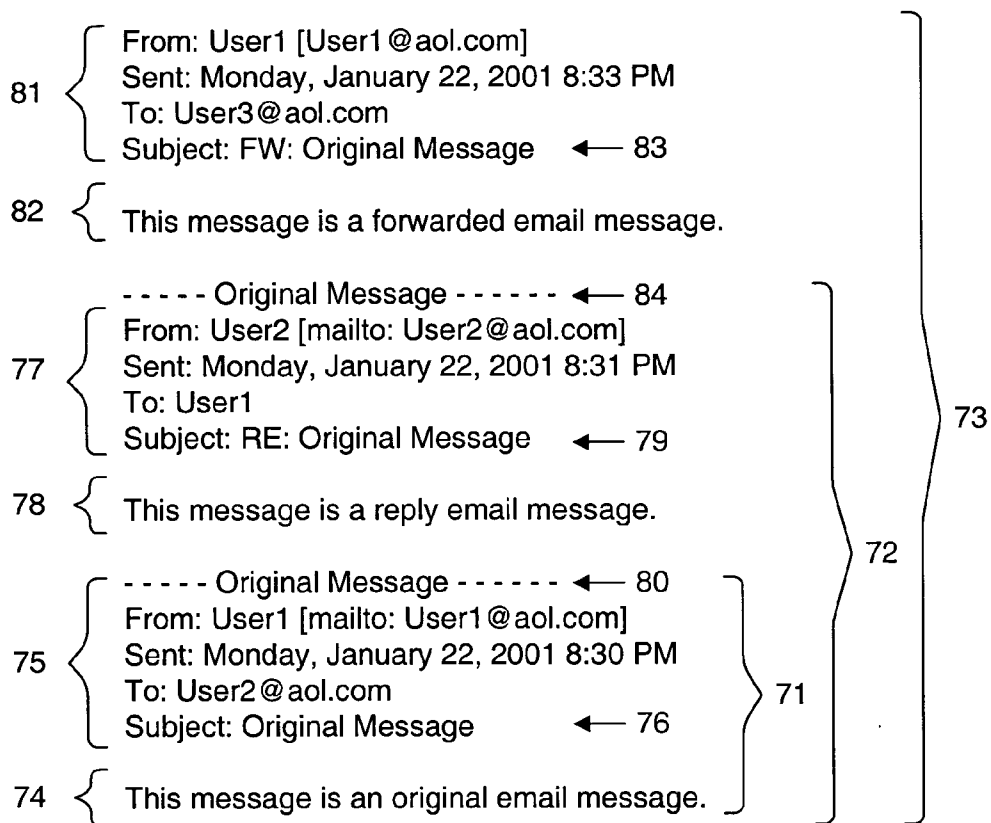 From: User1 [User1@aol.com]
Sent: Monday, January 22, 2001 8:33 PM
81
To: User3@aol.com
Subject: FW: Original Message 83
82 This message is a forwarded email message.
- - - - - Original Message - - - - - - 84
From: User2 [mailto: User2@aol.com]
77 Sent: Monday, January 22, 2001 8:31 PM
To: User1
73
Subject: RE: Original Message 79
78 This message is a reply email message.
72
- - - - - Original Message - - - - - - 80
From: User1 [mailto: User1@aol.com]
75 Sent: Monday, January 22, 2001 8:30 PM
To: User2@aol.com 71
Subject: Original Message 76
74 This message is an original email message.